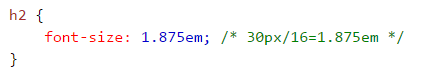 h2 {
    font-size: 1.875em; /* 30px/16=1.875em */
}